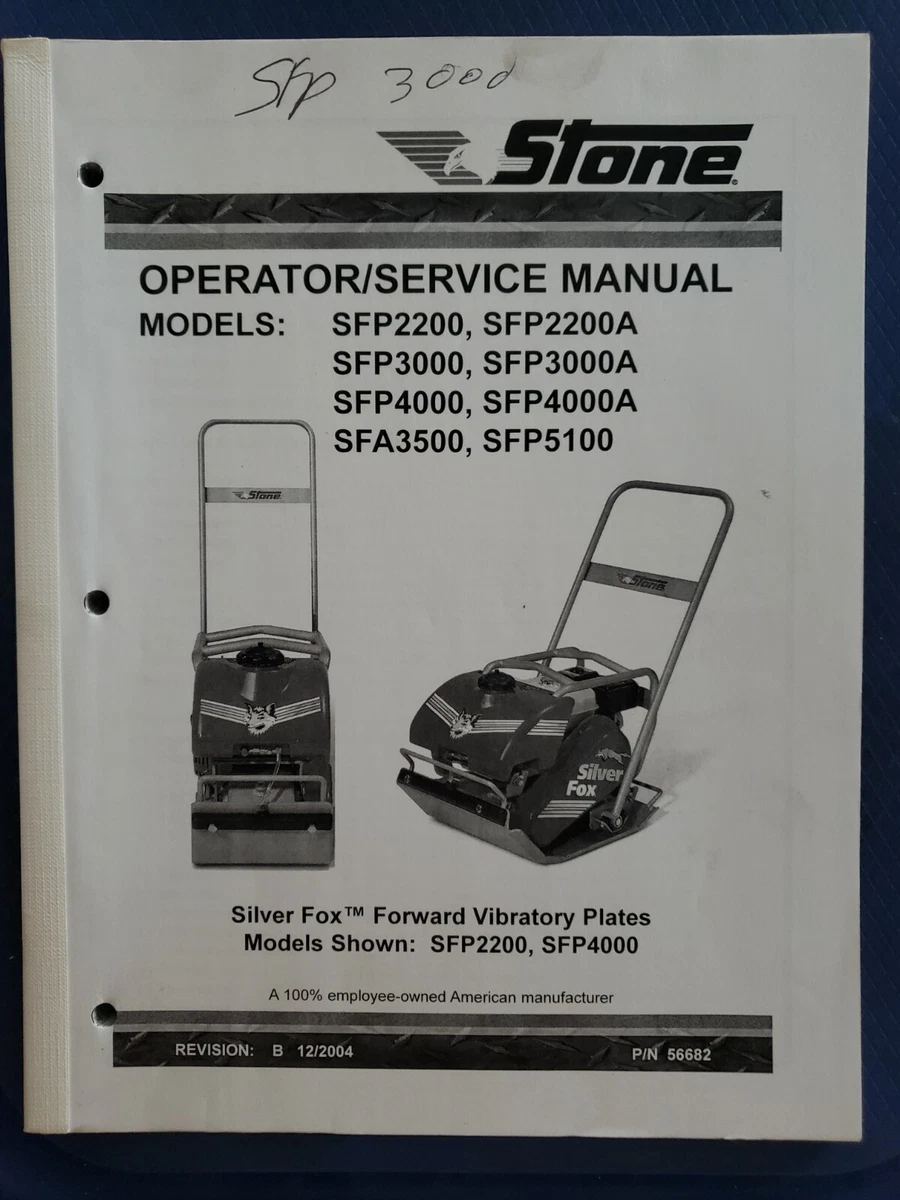 Sfp 3000
Stone®
OPERATOR/SERVICE MANUAL
MODELS: SFP2200, SFP2200A
SFP3000, SFP3000A
SFP4000, SFP4000A
SFA3500, SFP5100
Stone
Stone
Silver
Fox
Silver Fox™ Forward Vibratory Plates
Models Shown: SFP2200, SFP4000
A 100% employee-owned American manufacturer
REVISION: B 12/2004 P/N 56682